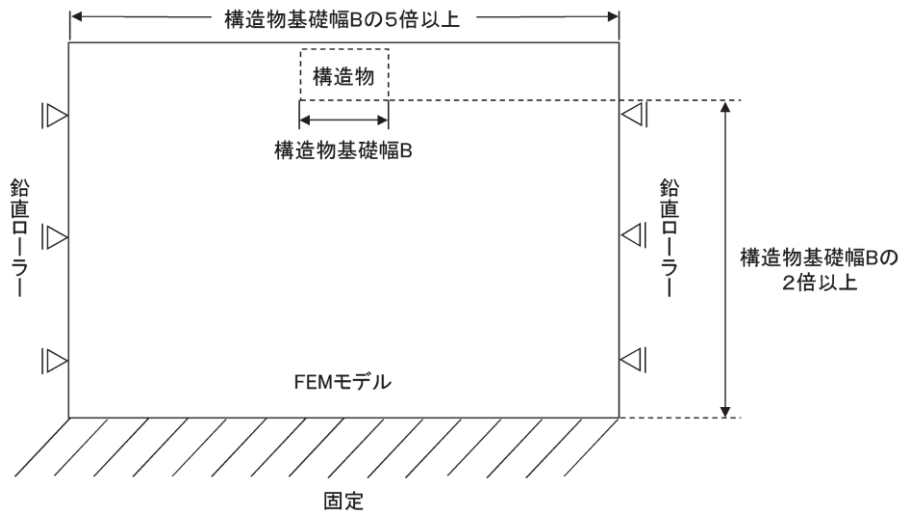 構造物基礎幅Bの5倍以上
構造物
構造物基礎幅B
鉛直ローラー
鉛直ローラー
構造物基礎幅Bの
2倍以上
FEMモデル
固定